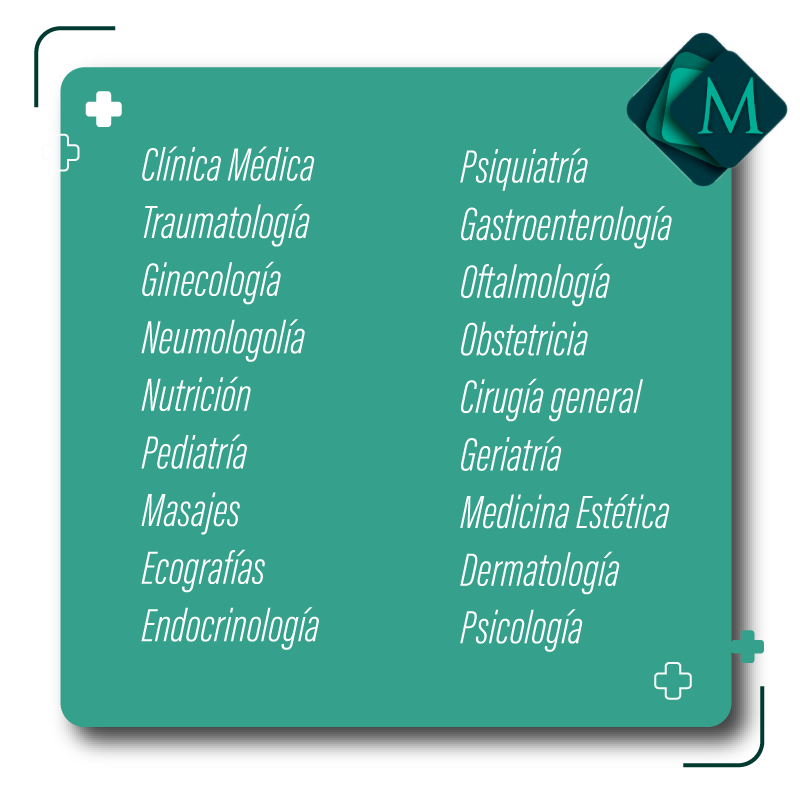 M
Clínica Médica
Traumatología
Ginecología
Neumologolía
Nutrición
Pediatría
Masajes
Ecografías
Endocrinología
Psiquiatría
Gastroenterología
Oftalmología
Obstetricia
Cirugía general
Geriatría
Medicina Estética
Dermatología
Psicología